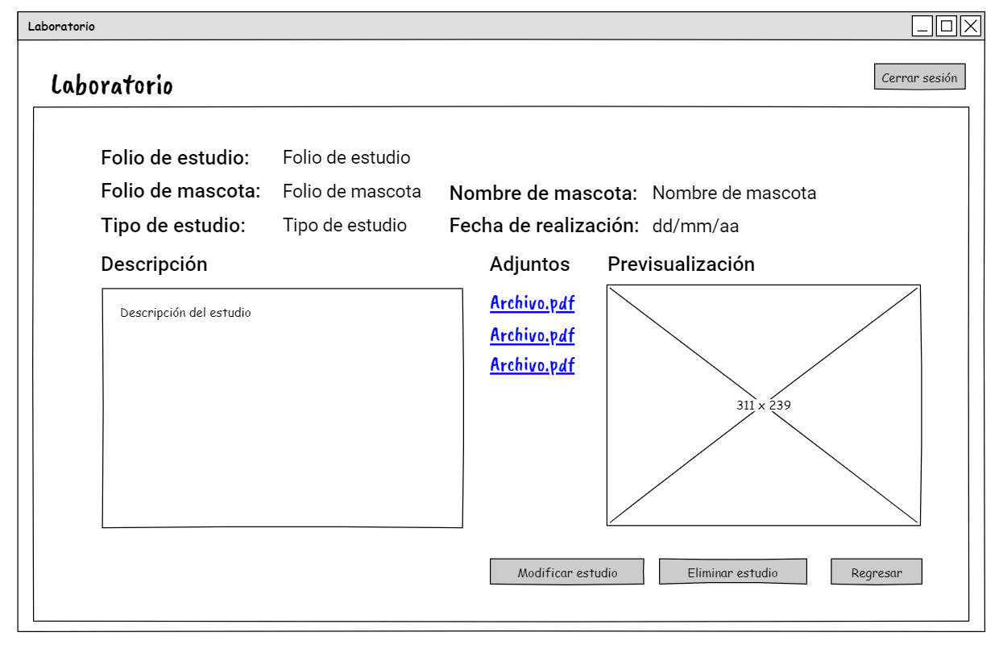 Laboratorio
Cerrar sesión
Laboratorio
Folio de estudio: Folio de estudio
Folio de mascota: Folio de mascota Nombre de mascota: Nombre de mascota
Tipo de estudio: Tipo de estudio Fecha de realización: dd/mm/aa
Descripción Adjuntos Previsualización
Descripción del estudio
Archivo.pdf
Archivo.pdf
Archivo.pdf
311 x 239
Modificar estudio Eliminar estudio Regresar